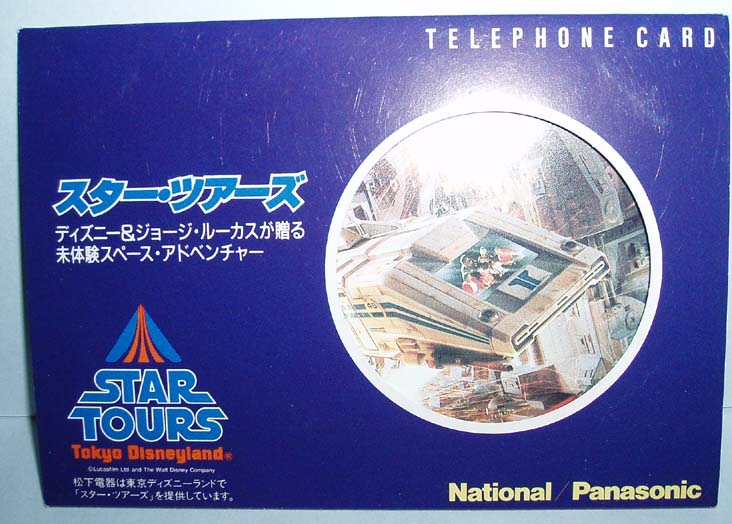 TELEPHONE CARD
スター・ツアーズ
ディズニー&ジョージ・ルーカスが贈る
未体験スペース・アドベンチャー
STAR
TOURS
Tokyo Disneyland®
©Lucasfilm Ltd and The Walt Disney Company
松下電器は東京ディズニーランドで
「スター・ツアーズ」を提供しています。
National/Panasonic